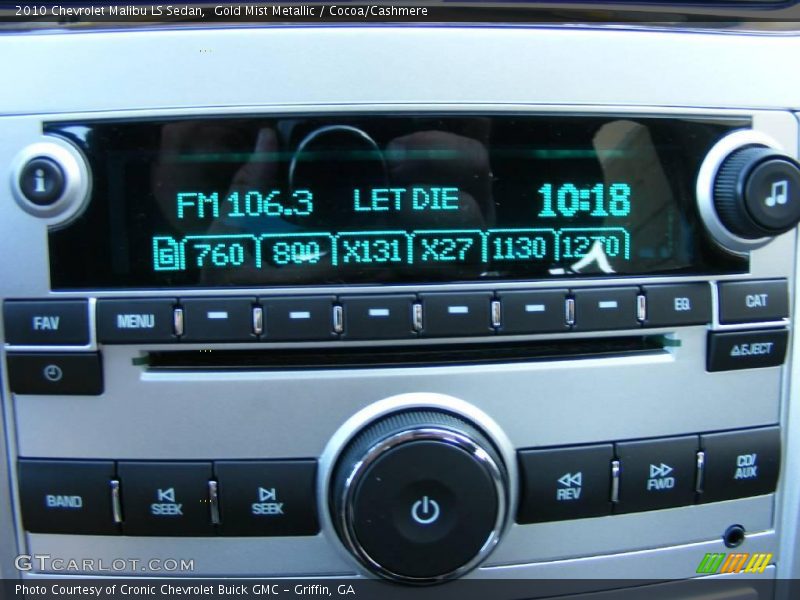 2010 Chevrolet Malibu LS Sedan,  Gold Mist Metallic / Cocoa/Cashmere
i
FM 106.3 LET DIE 10:18
760 800 X131 X27 1130 1270
FAV MENU EQ CAT
EJECT
BAND SEEK SEEK REV FWD CD/AUX
GTCARLOT.COM
Photo Courtesy of Cronic Chevrolet Buick GMC - Griffin, GA